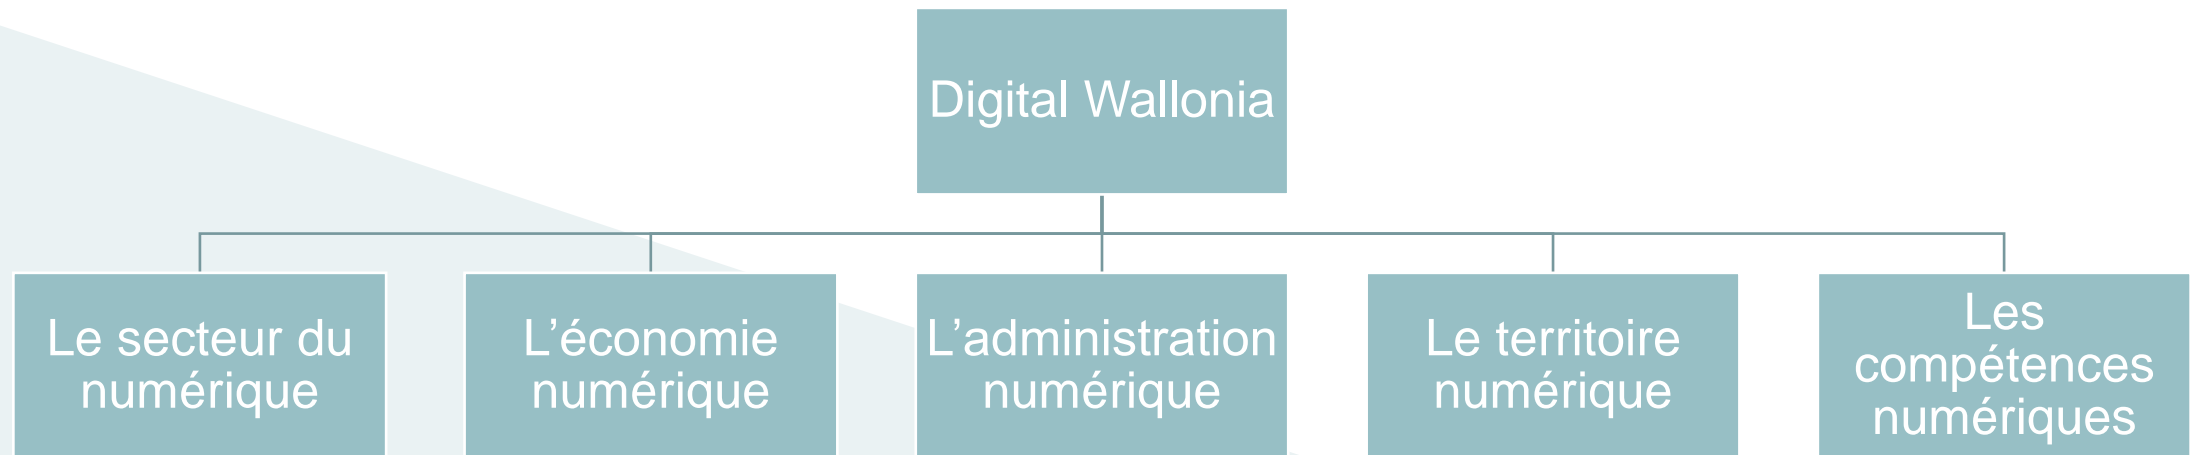 Digital Wallonia
Le secteur du
numérique
L’économie
numérique
L’administration
numérique
Le territoire
numérique
Les
compétences
numériques